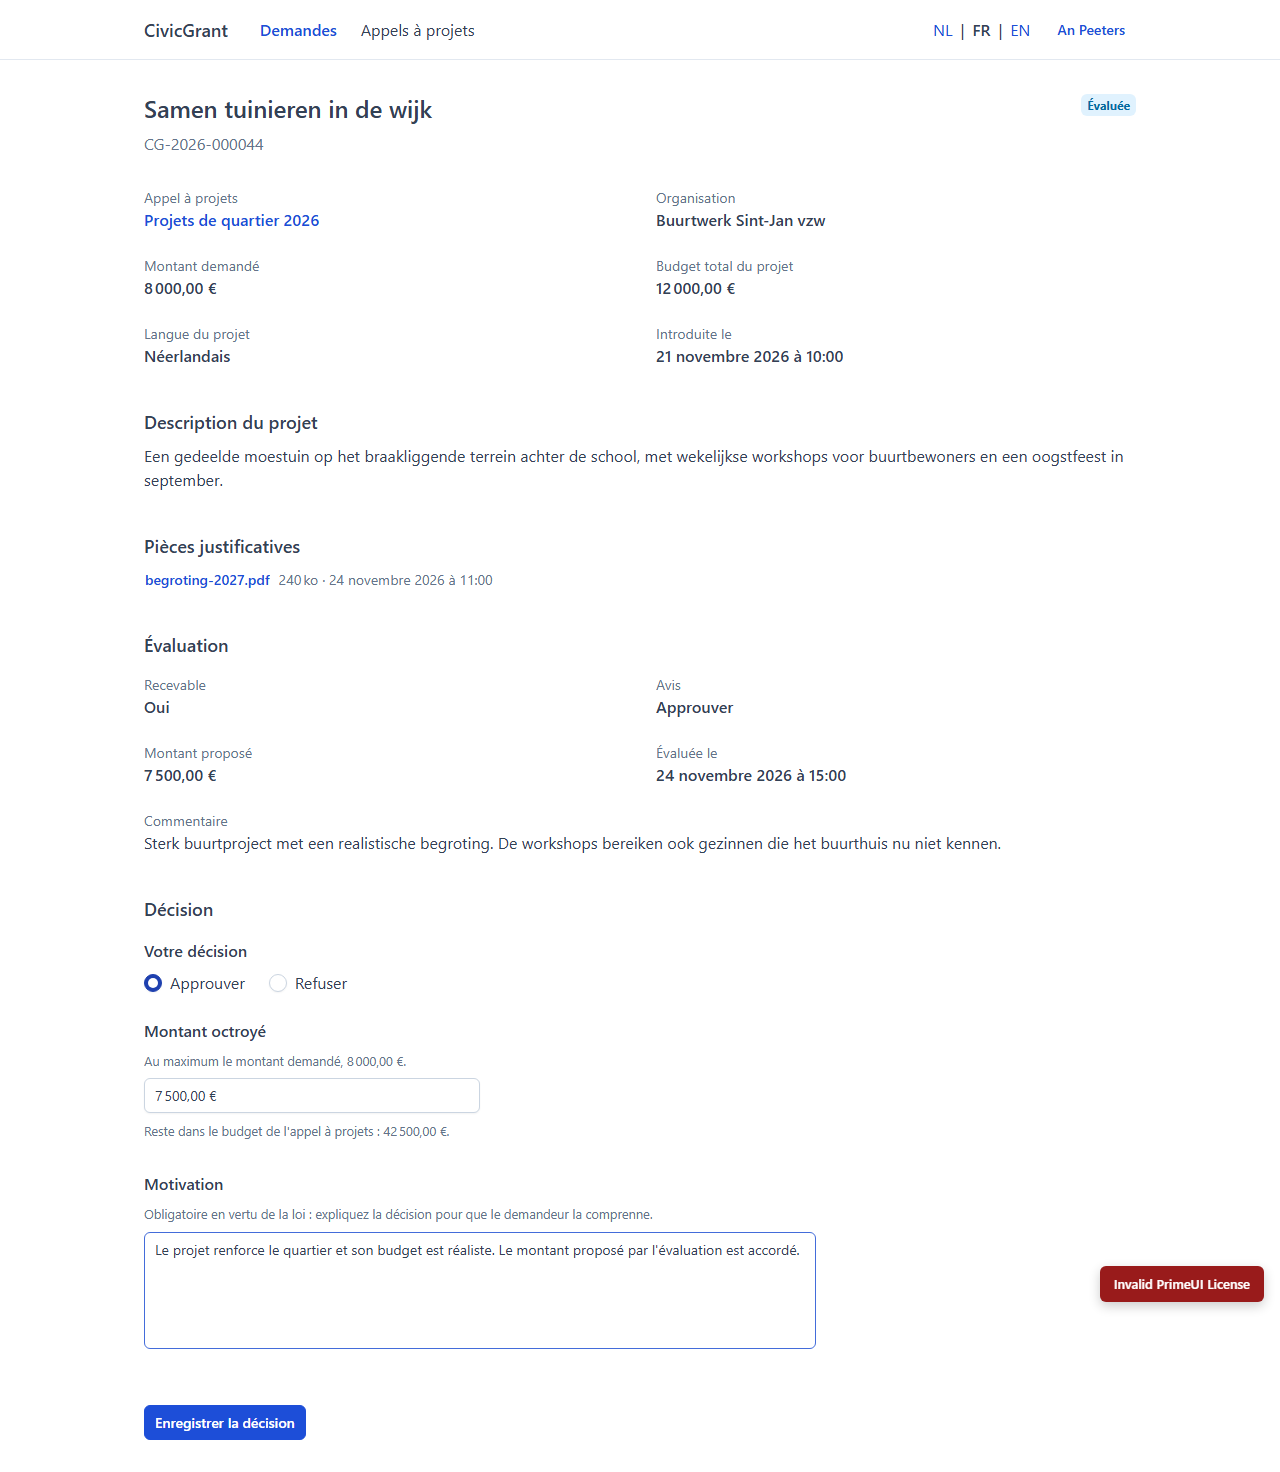 CivicGrant Demandes Appels à projets NL | FR | EN An Peeters
Samen tuinieren in de wijk Évaluée
CG-2026-000044
Appel à projets Organisation
Projets de quartier 2026 Buurtwerk Sint-Jan vzw
Montant demandé Budget total du projet
8 000,00 € 12 000,00 €
Langue du projet Introduite le
Néerlandais 21 novembre 2026 à 10:00
Description du projet
Een gedeelde moestuin op het braakliggende terrein achter de school, met wekelijkse workshops voor buurtbewoners en een oogstfeest in
september.
Pièces justificatives
begroting-2027.pdf 240 ko · 24 novembre 2026 à 11:00
Évaluation
Recevable Avis
Oui Approuver
Montant proposé Évaluée le
7 500,00 € 24 novembre 2026 à 15:00
Commentaire
Sterk buurtproject met een realistische begroting. De workshops bereiken ook gezinnen die het buurthuis nu niet kennen.
Décision
Votre décision
Approuver Refuser
Montant octroyé
Au maximum le montant demandé, 8 000,00 €.
7 500,00 €
Reste dans le budget de l'appel à projets : 42 500,00 €.
Motivation
Obligatoire en vertu de la loi : expliquez la décision pour que le demandeur la comprenne.
Le projet renforce le quartier et son budget est réaliste. Le montant proposé par l'évaluation est accordé.
Invalid PrimeUI License
Enregistrer la décision